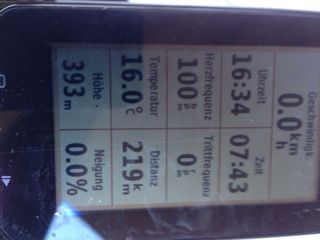 Geschwindigk.
0.0 km h
Uhrzeit Zeit
16:34 07:43
Herzfrequenz Trittfrequenz
100 b p m 0 r p m
Temperatur Distanz
16.0°C 219 k m
Höhe Neigung
393 m 0.0%